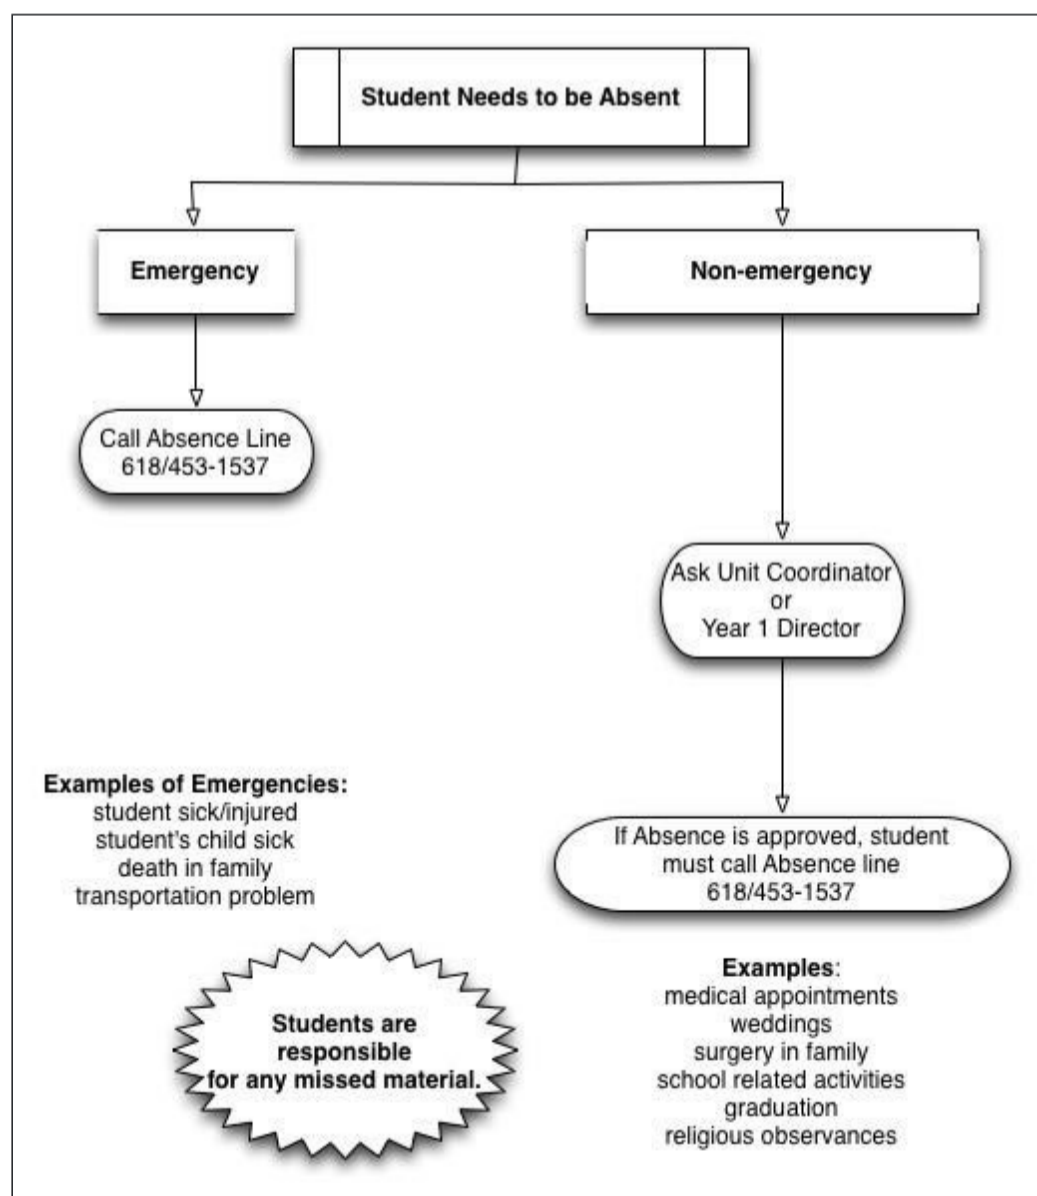 Student Needs to be Absent
Emergency
Non-emergency
Call Absence Line
618/453-1537
Ask Unit Coordinator
or
Year 1 Director
If Absence is approved, student
must call Absence line
618/453-1537
Examples of Emergencies:
student sick/injured
student's child sick
death in family
transportation problem
Students are
responsible
for any missed material.
Examples:
medical appointments
weddings
surgery in family
school related activities
graduation
religious observances